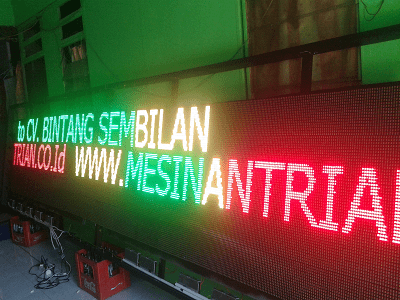 to CV. BINTANG SEMBILAN
TRIAN.CO.Id WWW.MESINANTRIAN